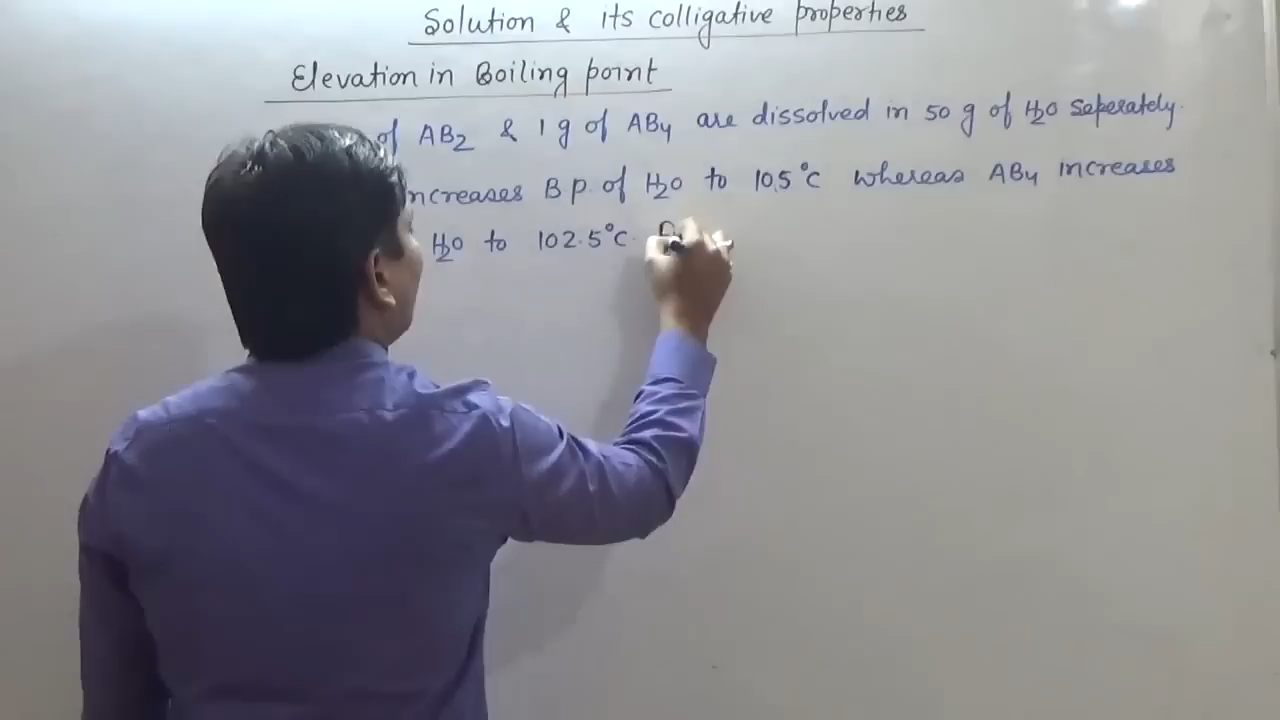 Solution & its colligative properties
Elevation in Boiling point
of AB2 & 1 g of AB4 are dissolved in 50 g of H2O seperately.
ncreases B.p. of H2O to 105°C whereas AB4 increases
H2O to 102.5°C.